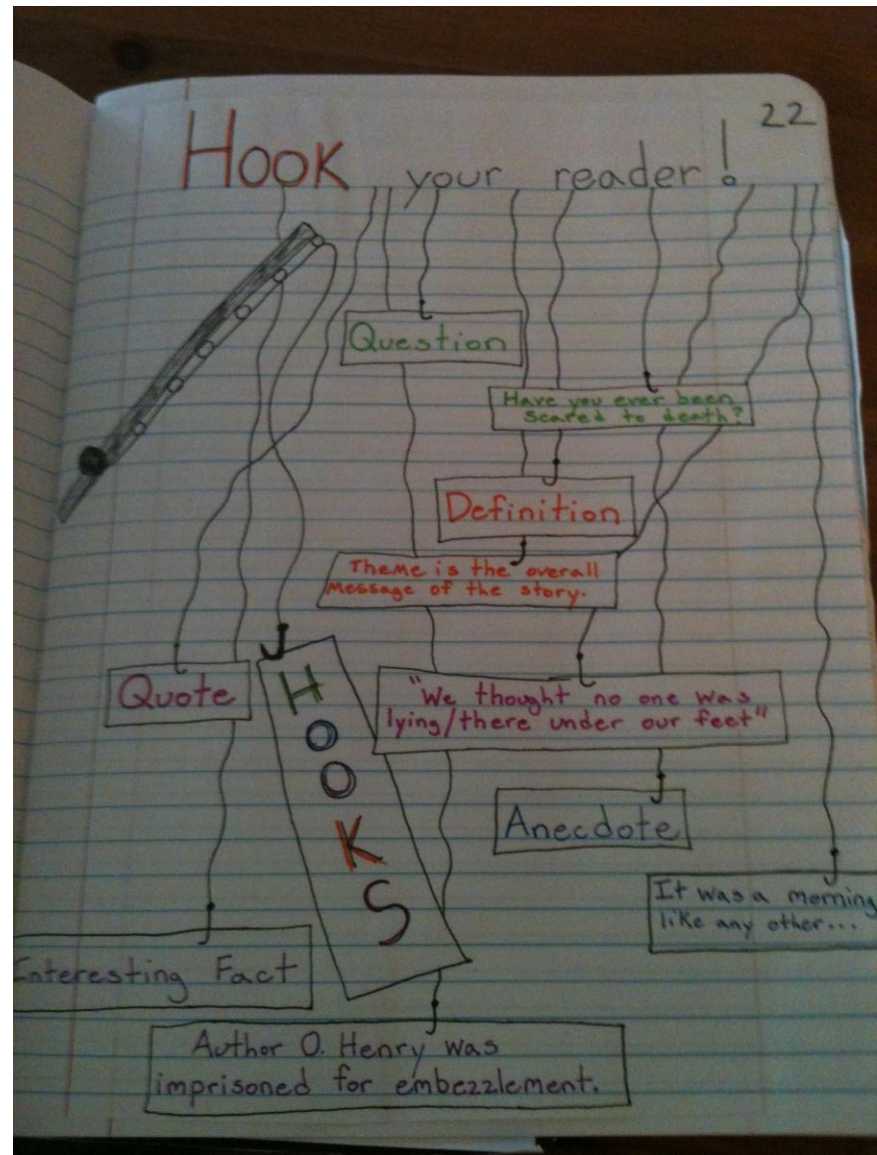 22
Hook your reader!
Question
Have you ever been
scared to death?
Definition
Theme is the overall
message of the story.
Quote
HOOKS
"We thought no one was
lying/there under our feet"
Anecdote
It was a morning
like any other...
Interesting Fact
Author O. Henry was
imprisoned for embezzlement.